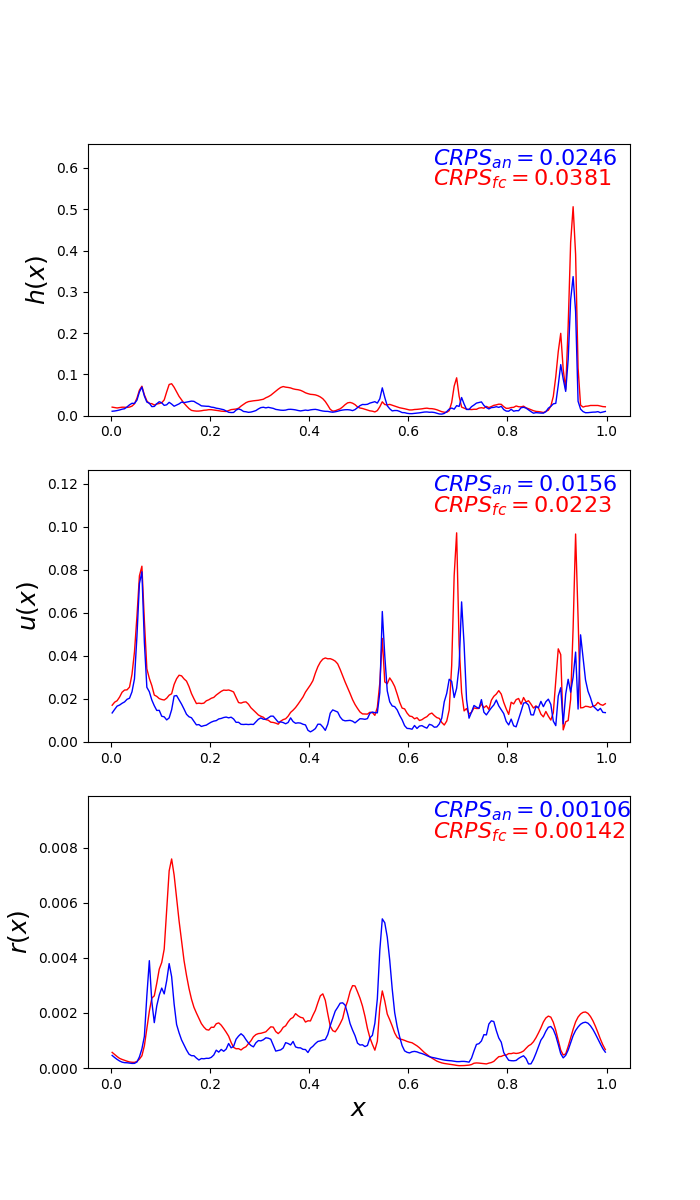 CRPS_an = 0.0246
CRPS_fc = 0.0381
0.6
0.5
0.4
0.3
0.2
0.1
0.0
h(x)
0.0 0.2 0.4 0.6 0.8 1.0
CRPS_an = 0.0156
CRPS_fc = 0.0223
0.12
0.10
0.08
0.06
0.04
0.02
0.00
u(x)
0.0 0.2 0.4 0.6 0.8 1.0
CRPS_an = 0.00106
CRPS_fc = 0.00142
0.008
0.006
0.004
0.002
0.000
r(x)
0.0 0.2 0.4 0.6 0.8 1.0
x